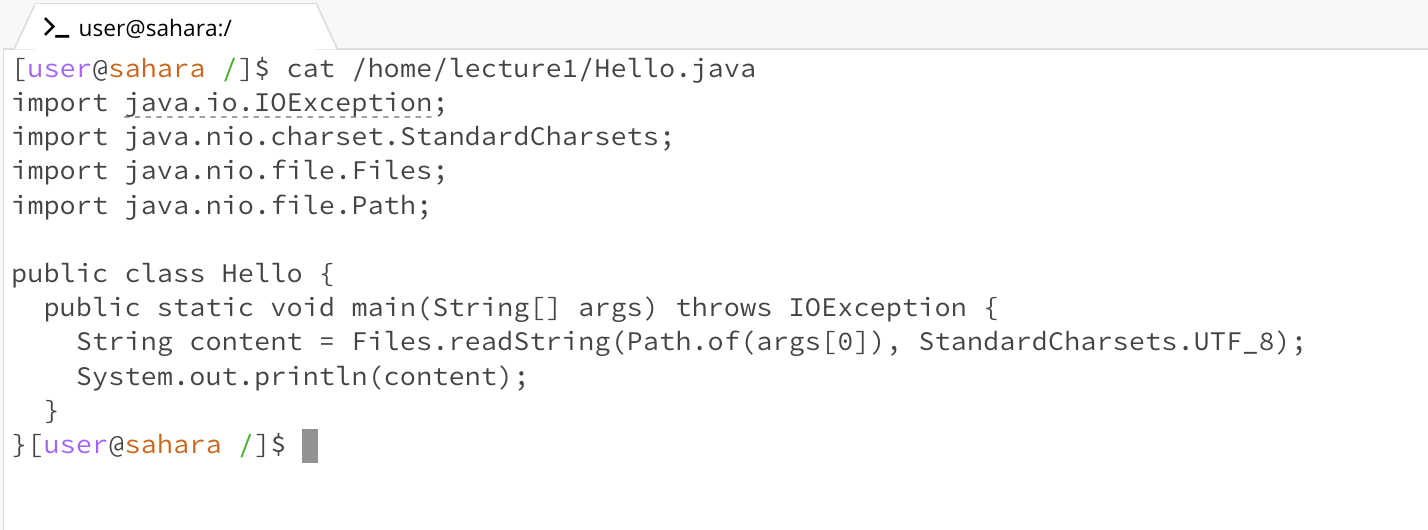 >_ user@sahara:/
[user@sahara /]$ cat /home/lecture1/Hello.java
import java.io.IOException;
import java.nio.charset.StandardCharsets;
import java.nio.file.Files;
import java.nio.file.Path;

public class Hello {
  public static void main(String[] args) throws IOException {
    String content = Files.readString(Path.of(args[0]), StandardCharsets.UTF_8);
    System.out.println(content);
  }
}[user@sahara /]$